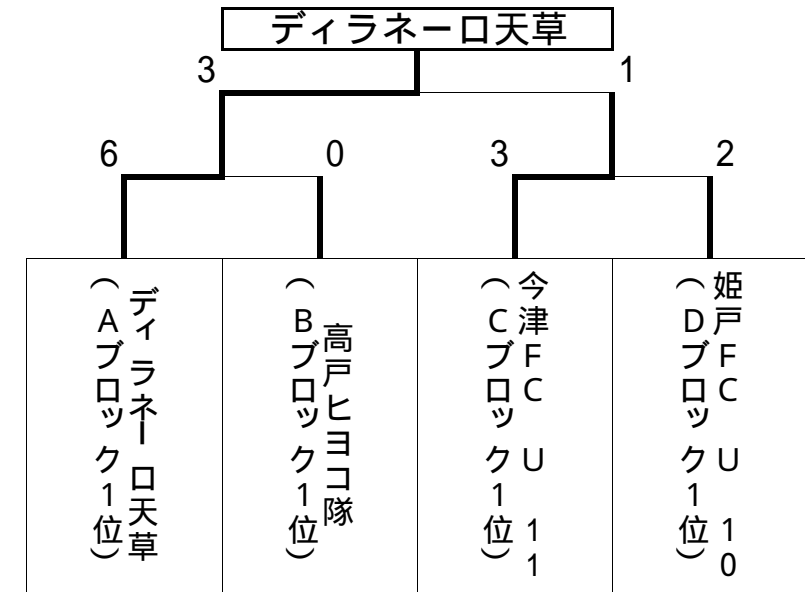 ディラネーロ天草
3
1
6
0
3
2
ディラネーロ天草
(Aブロック1位)
高戸ヒヨコ隊
(Bブロック1位)
今津FC U 11
(Cブロック1位)
姫戸FC U 10
(Dブロック1位)